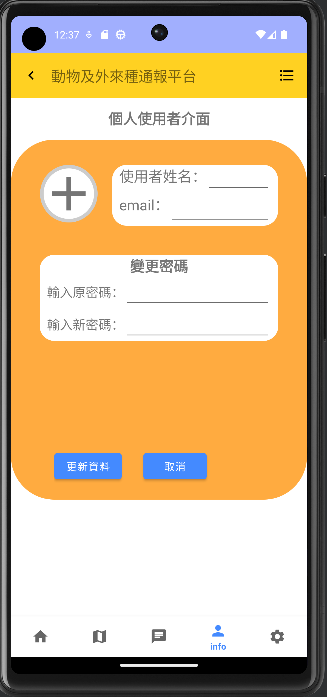 12:37
動物及外來種通報平台
個人使用者介面
使用者姓名：
email：
變更密碼
輸入原密碼：
輸入新密碼：
更新資料
取消
info